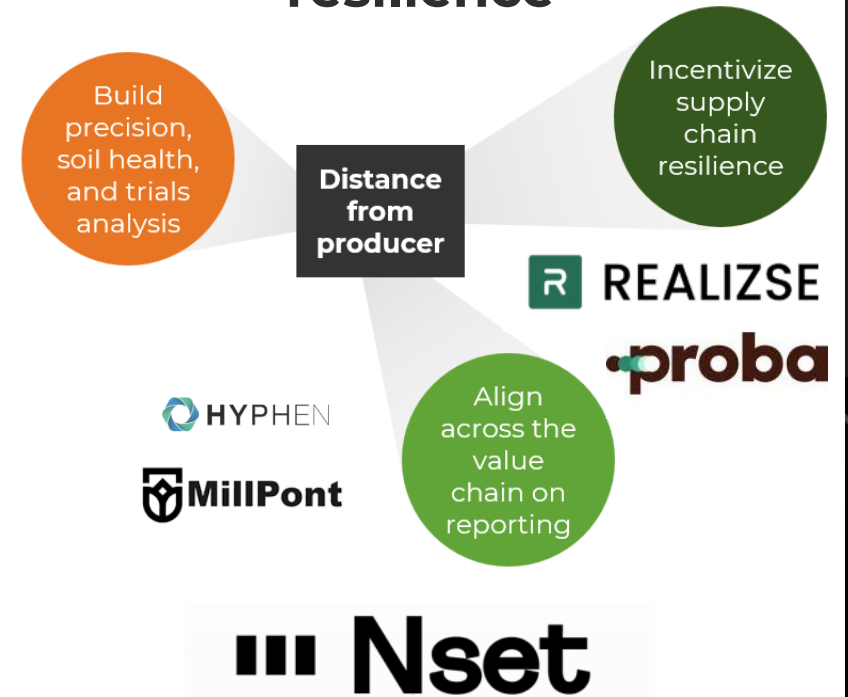 resilience
Build
precision,
soil health,
and trials
analysis
Distance
from
producer
Incentivize
supply
chain
resilience
R REALIZSE
proba
HYPHEN
MillPont
Align
across the
value
chain on
reporting
Nset